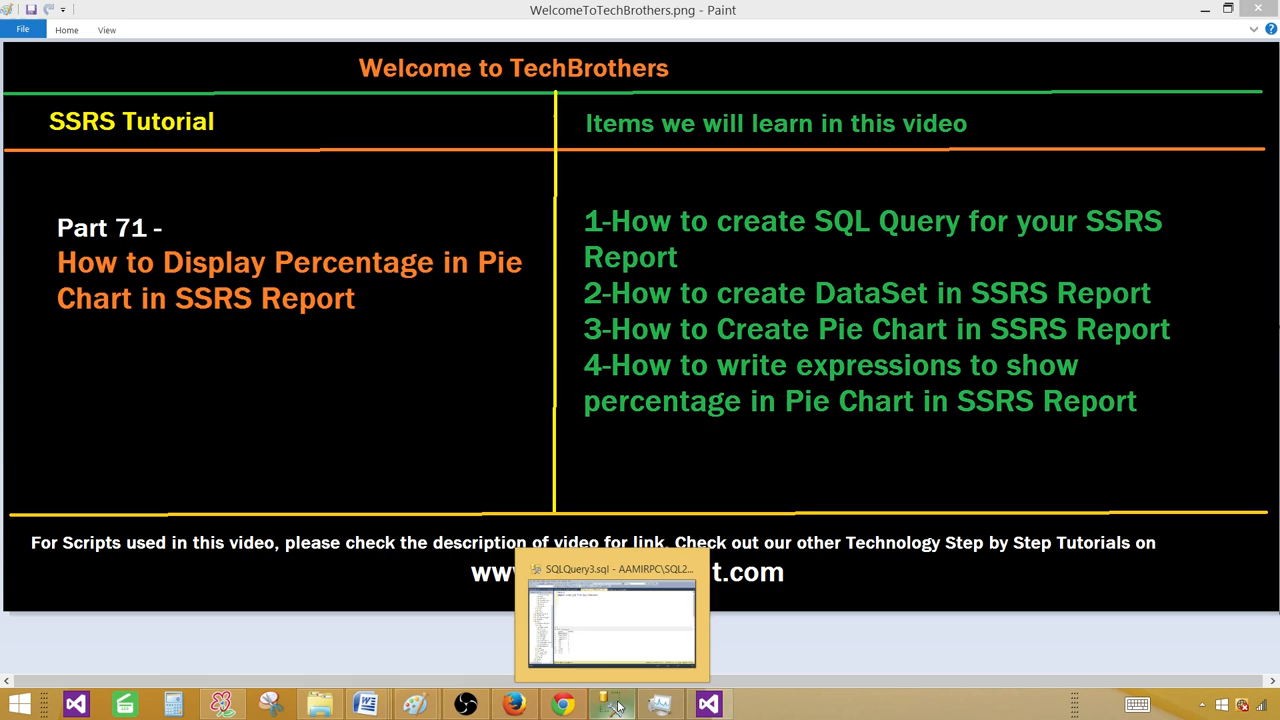 WelcomeToTechBrothers.png - Paint
File Home View
Welcome to TechBrothers
SSRS Tutorial
Items we will learn in this video
Part 71 -
How to Display Percentage in Pie
Chart in SSRS Report
1-How to create SQL Query for your SSRS
Report
2-How to create DataSet in SSRS Report
3-How to Create Pie Chart in SSRS Report
4-How to write expressions to show
percentage in Pie Chart in SSRS Report
For Scripts used in this video, please check the description of video for link. Check out our other Technology Step by Step Tutorials on
t.com
SQLQuery3.sql - AAMIRPC\SQL2...